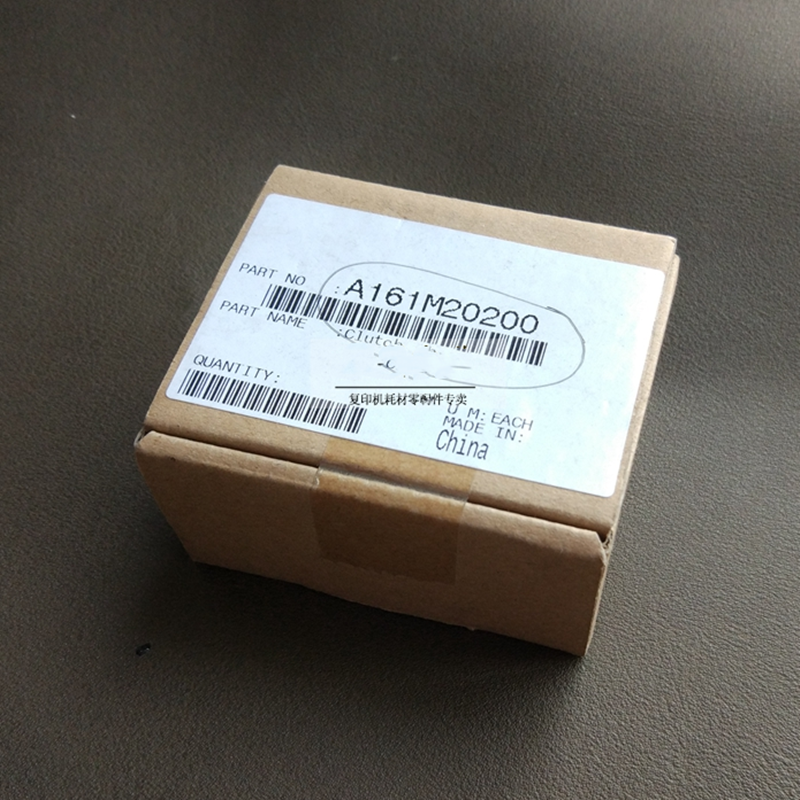 PART NO :A161M20200
PART NAME :Clutch
QUANTITY:
复印机耗材零配件专卖
U M: EACH
MADE IN:
China